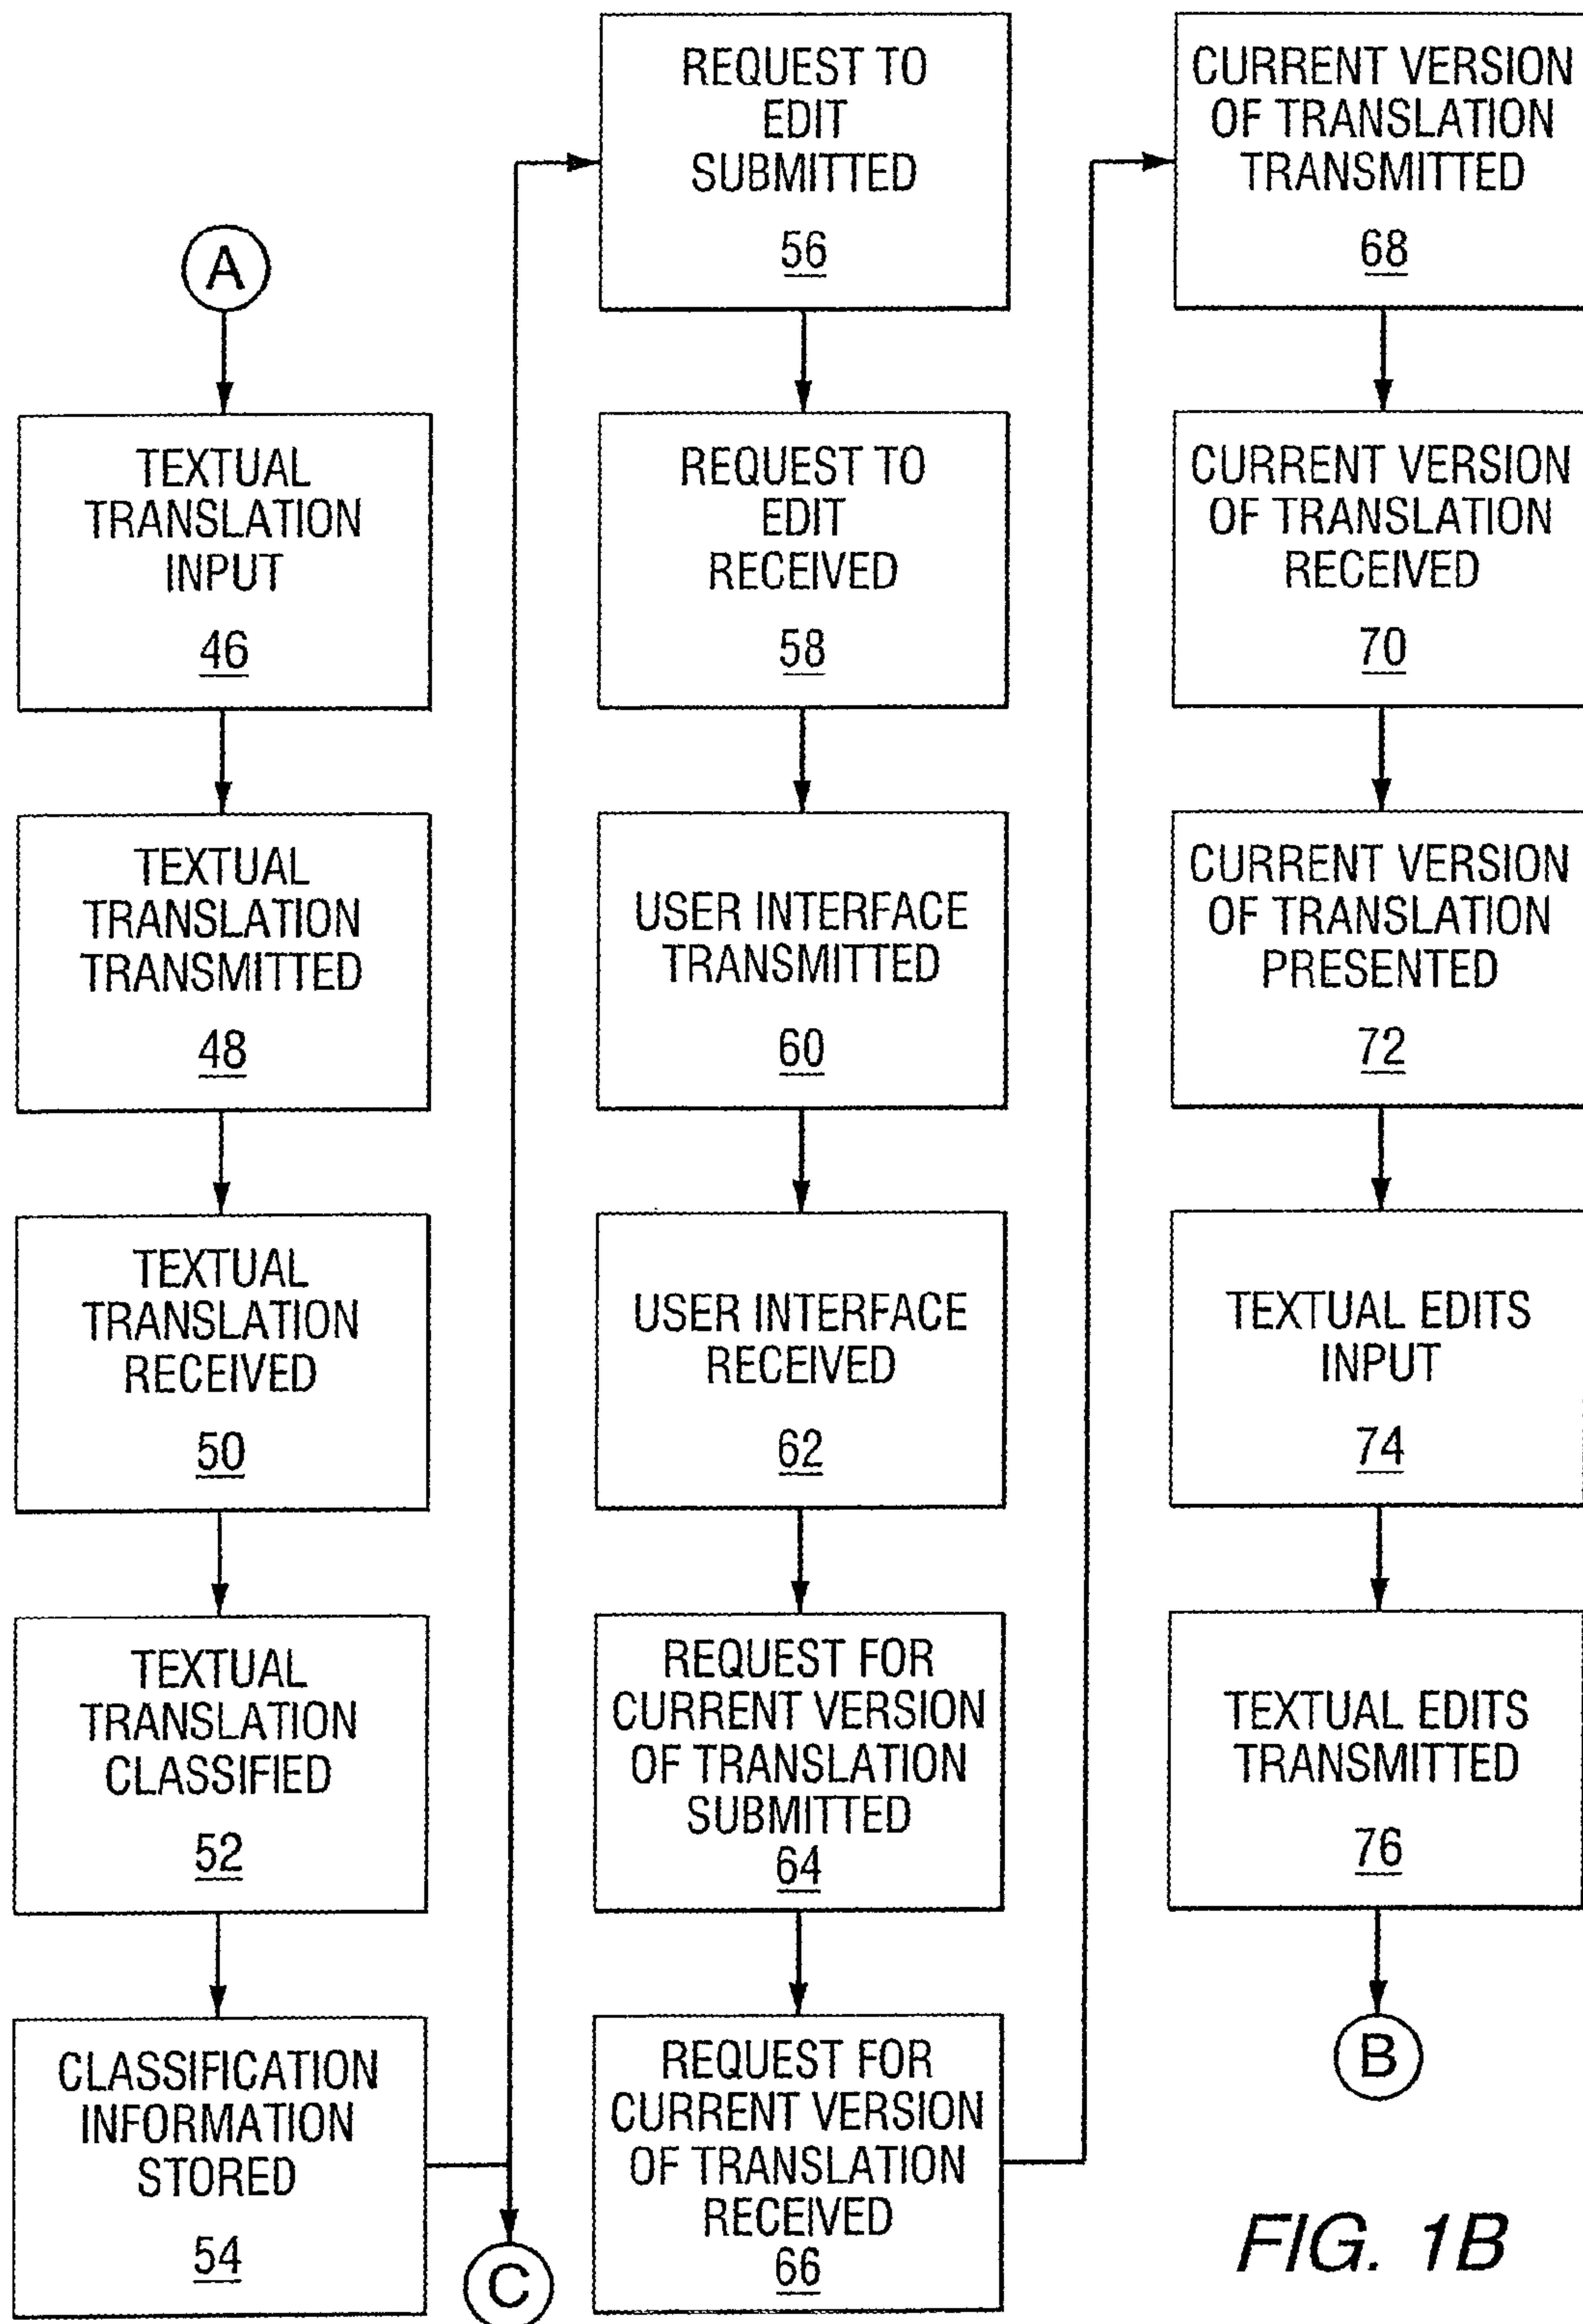 A
TEXTUAL
TRANSLATION
INPUT
46
TEXTUAL
TRANSLATION
TRANSMITTED
48
TEXTUAL
TRANSLATION
RECEIVED
50
TEXTUAL
TRANSLATION
CLASSIFIED
52
CLASSIFICATION
INFORMATION
STORED
54
C
REQUEST TO
EDIT
SUBMITTED
56
REQUEST TO
EDIT
RECEIVED
58
USER INTERFACE
TRANSMITTED
60
USER INTERFACE
RECEIVED
62
REQUEST FOR
CURRENT VERSION
OF TRANSLATION
SUBMITTED
64
REQUEST FOR
CURRENT VERSION
OF TRANSLATION
RECEIVED
66
CURRENT VERSION
OF TRANSLATION
TRANSMITTED
68
CURRENT VERSION
OF TRANSLATION
RECEIVED
70
CURRENT VERSION
OF TRANSLATION
PRESENTED
72
TEXTUAL EDITS
INPUT
74
TEXTUAL EDITS
TRANSMITTED
76
B
FIG. 1B